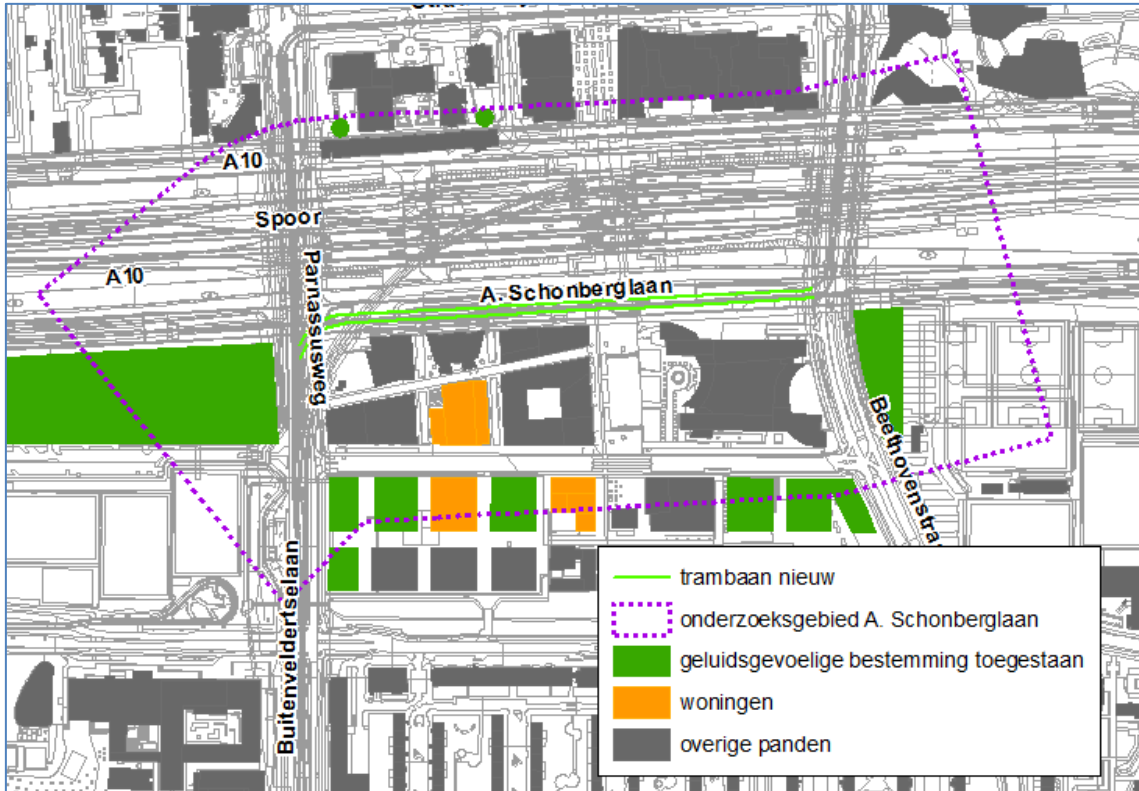 A10
Spoor
A10
Parnassusweg
A. Schonberglaan
Beethovenstra
Buitenveldertselaan
trambaan nieuw
onderzoeksgebied A. Schonberglaan
geluidsgevoelige bestemming toegestaan
woningen
overige panden